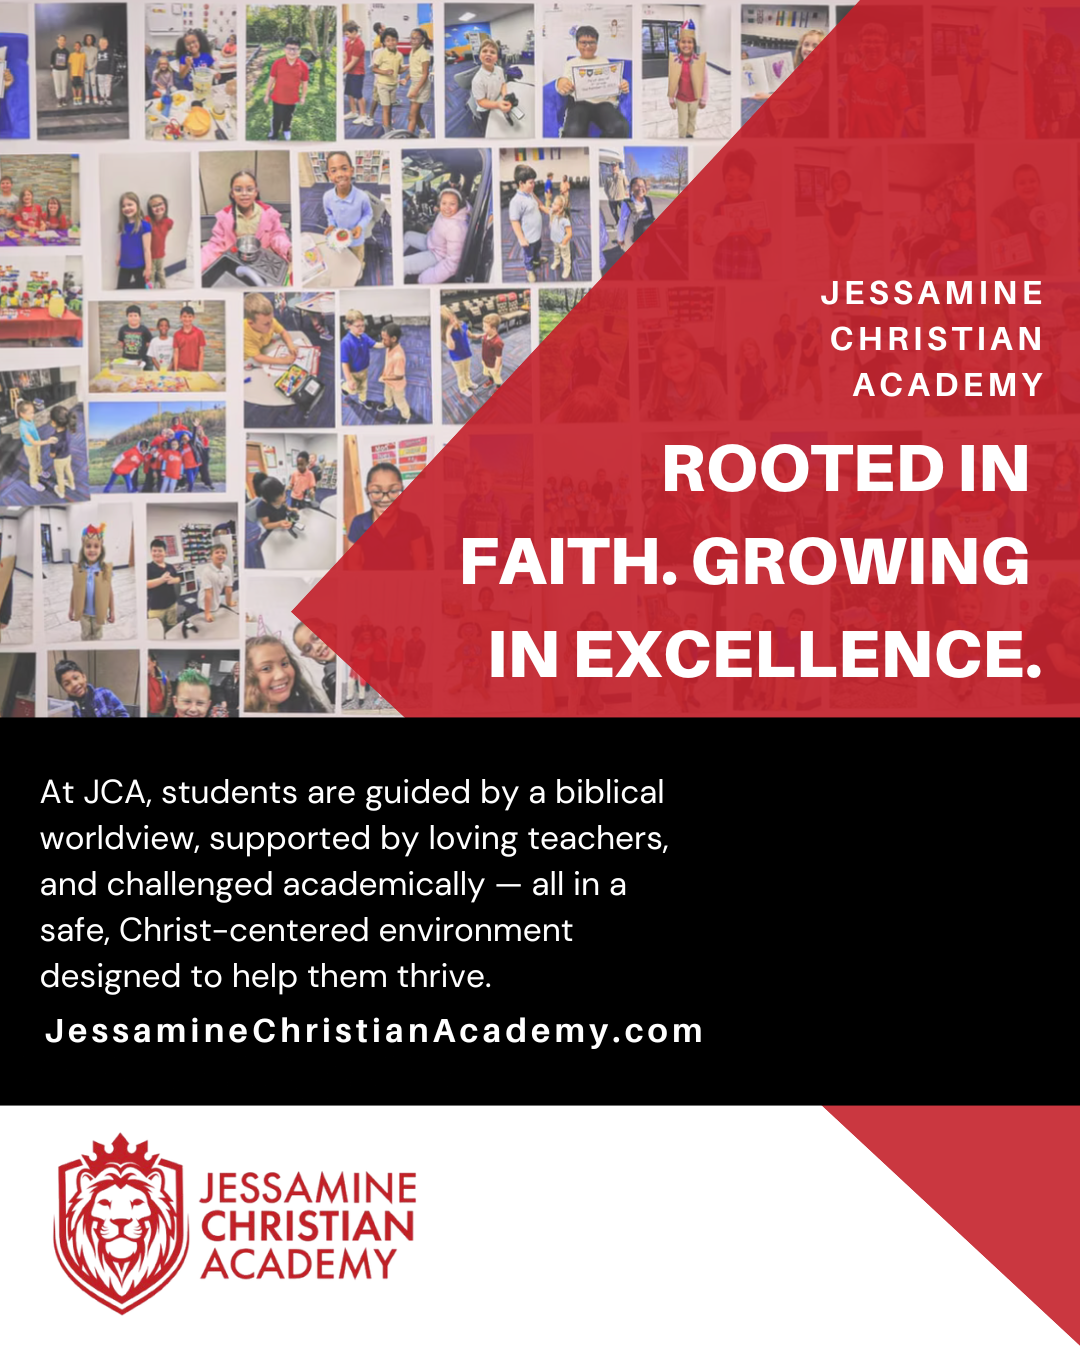 JESSAMINE
CHRISTIAN
ACADEMY
ROOTED IN
FAITH. GROWING
IN EXCELLENCE.
At JCA, students are guided by a biblical
worldview, supported by loving teachers,
and challenged academically — all in a
safe, Christ-centered environment
designed to help them thrive.
JessamineChristianAcademy.com
JESSAMINE
CHRISTIAN
ACADEMY